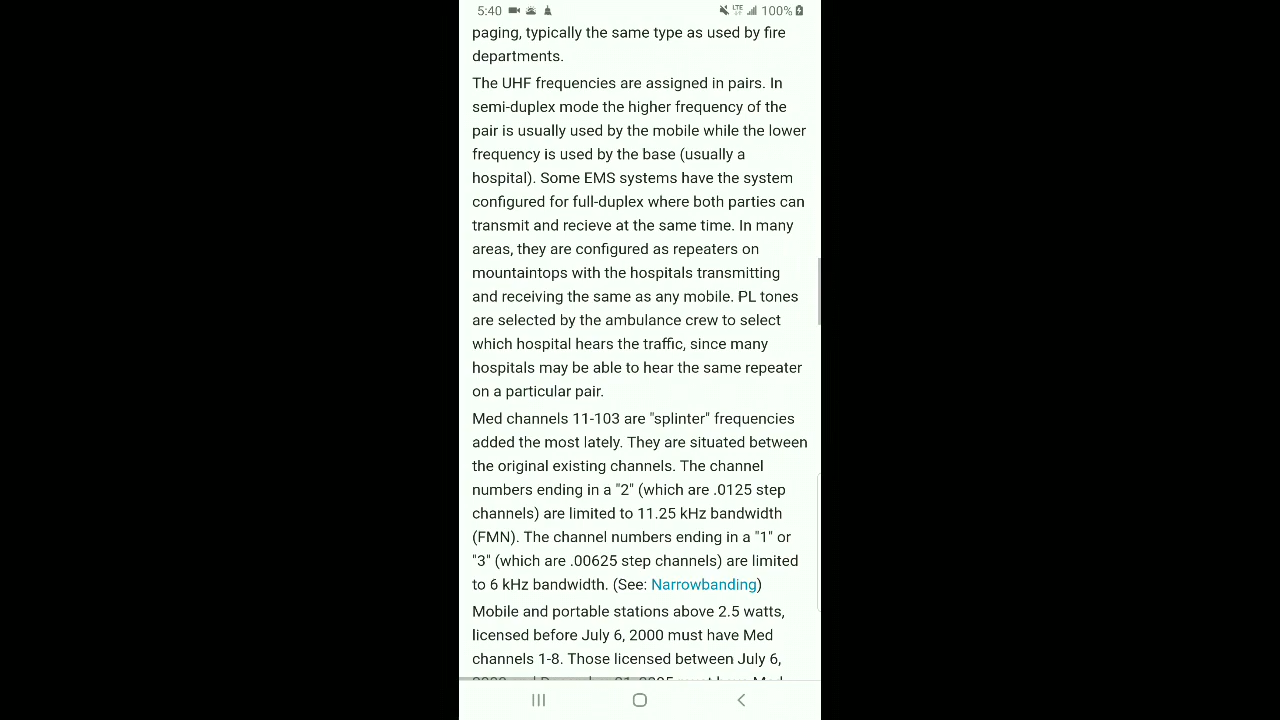 5:40 LTE 100%
paging, typically the same type as used by fire
departments.
The UHF frequencies are assigned in pairs. In
semi-duplex mode the higher frequency of the
pair is usually used by the mobile while the lower
frequency is used by the base (usually a
hospital). Some EMS systems have the system
configured for full-duplex where both parties can
transmit and recieve at the same time. In many
areas, they are configured as repeaters on
mountaintops with the hospitals transmitting
and receiving the same as any mobile. PL tones
are selected by the ambulance crew to select
which hospital hears the traffic, since many
hospitals may be able to hear the same repeater
on a particular pair.
Med channels 11-103 are "splinter" frequencies
added the most lately. They are situated between
the original existing channels. The channel
numbers ending in a "2" (which are .0125 step
channels) are limited to 11.25 kHz bandwidth
(FMN). The channel numbers ending in a "1" or
"3" (which are .00625 step channels) are limited
to 6 kHz bandwidth. (See: Narrowbanding)
Mobile and portable stations above 2.5 watts,
licensed before July 6, 2000 must have Med
channels 1-8. Those licensed between July 6,